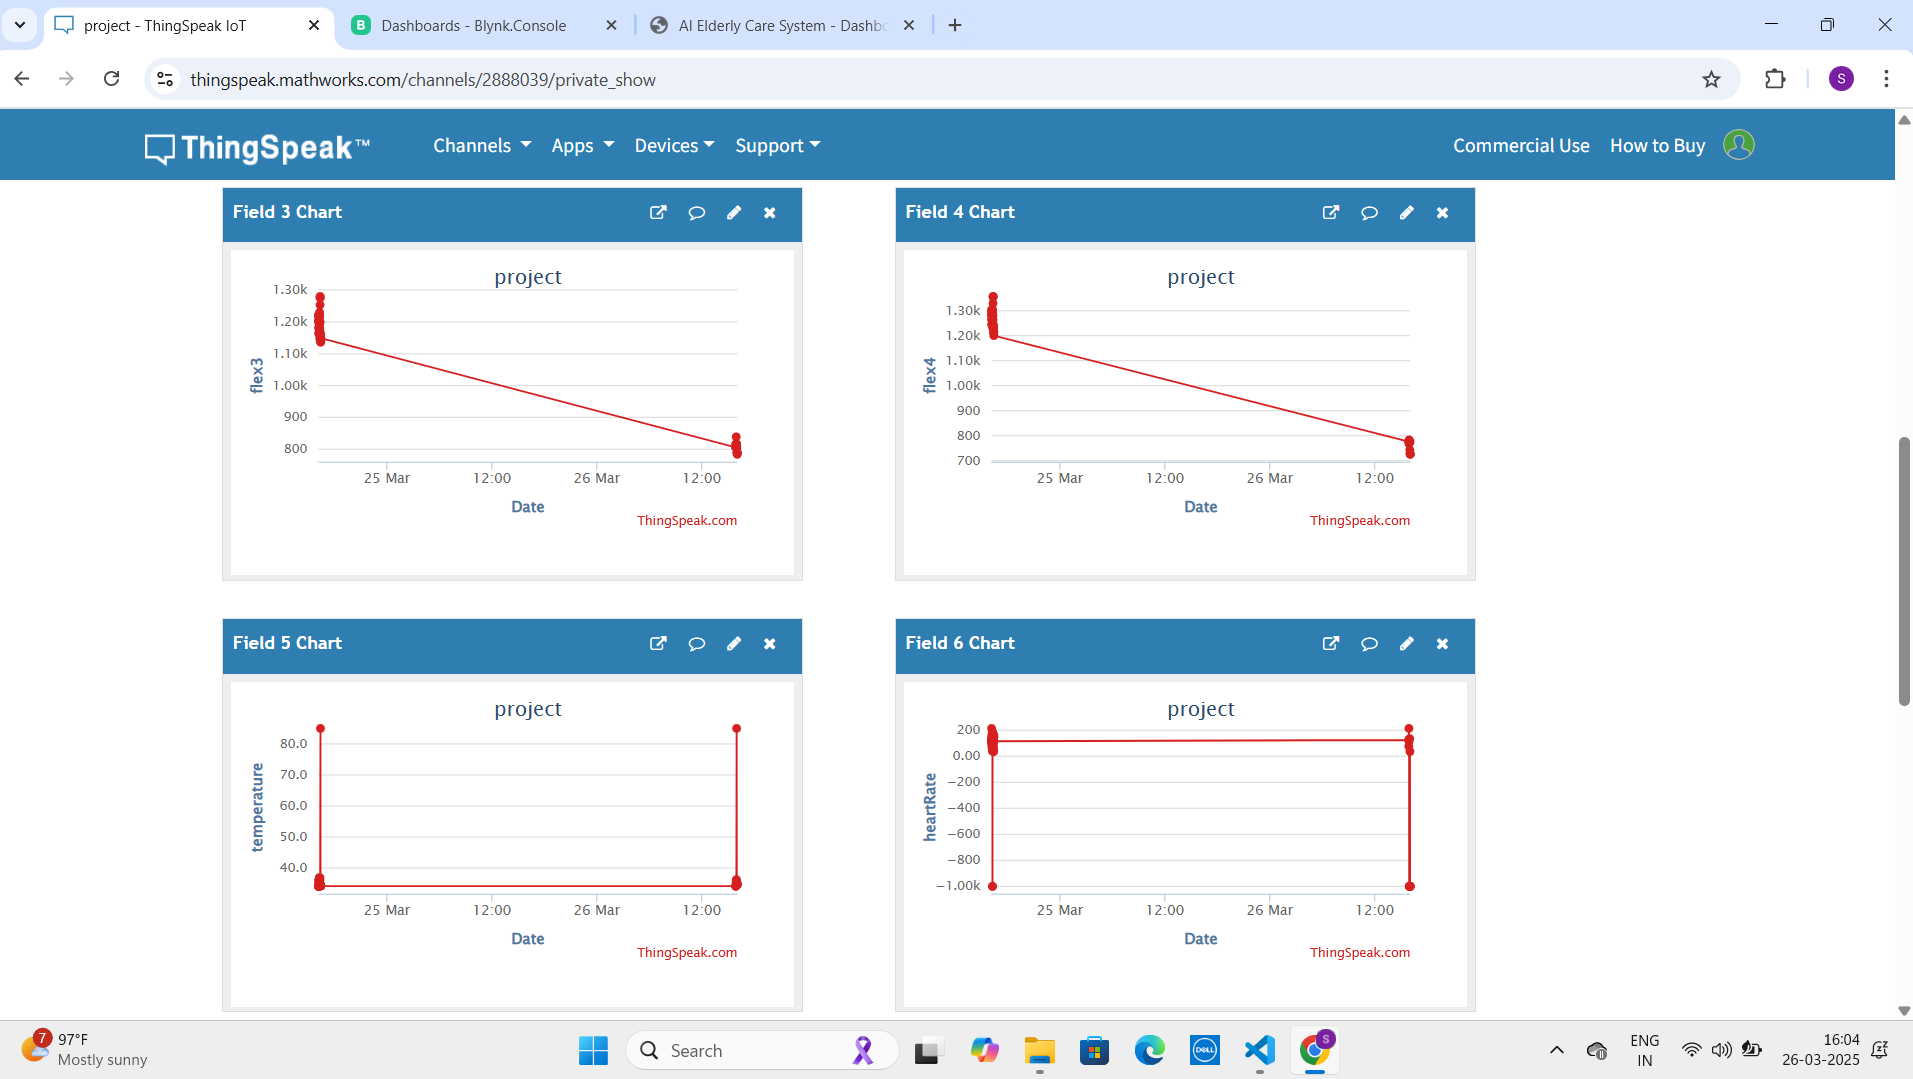 project - ThingSpeak IoT
B Dashboards - Blynk.Console
AI Elderly Care System - Dashbo
thingspeak.mathworks.com/channels/2888039/private_show
S
ThingSpeak™
Channels
Apps
Devices
Support
Commercial Use
How to Buy
Field 3 Chart
project
1.30k
1.20k
1.10k
1.00k
900
800
flex3
25 Mar 12:00 26 Mar 12:00
Date
ThingSpeak.com
Field 4 Chart
project
1.30k
1.20k
1.10k
1.00k
900
800
700
flex4
25 Mar 12:00 26 Mar 12:00
Date
ThingSpeak.com
Field 5 Chart
project
80.0
70.0
60.0
50.0
40.0
temperature
25 Mar 12:00 26 Mar 12:00
Date
ThingSpeak.com
Field 6 Chart
project
200
0.00
−200
−400
−600
−800
−1.00k
heartRate
25 Mar 12:00 26 Mar 12:00
Date
ThingSpeak.com
7
97°F
Mostly sunny
Search
DELL
S
ENG
IN
16:04
26-03-2025